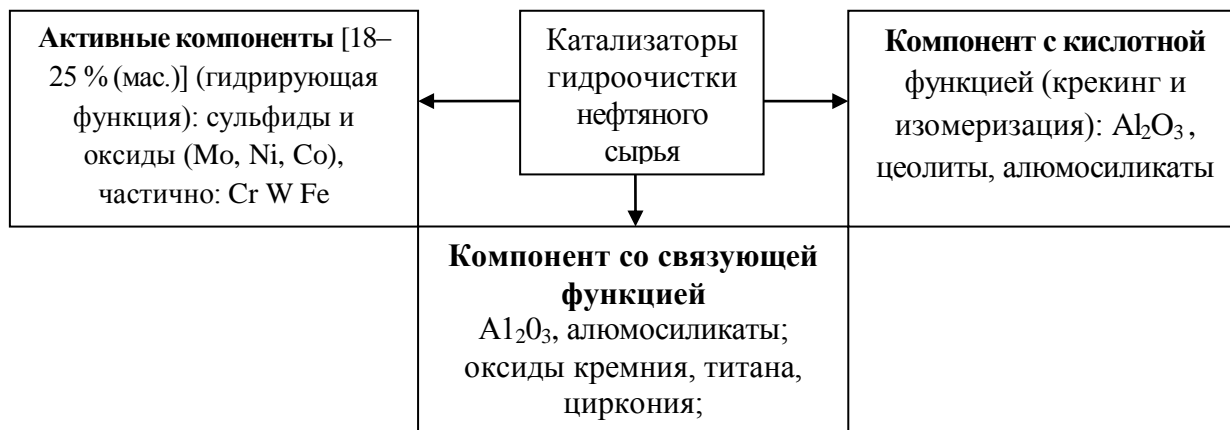 Активные компоненты [18–
25 % (мас.)] (гидрирующая
функция): сульфиды и
оксиды (Mo, Ni, Co),
частично: Cr W Fe
Катализаторы
гидроочистки
нефтяного
сырья
Компонент с кислотной
функцией (крекинг и
изомеризация): Al₂O₃ ,
цеолиты, алюмосиликаты
Компонент со связующей
функцией
A1₂0₃, алюмосиликаты;
оксиды кремния, титана,
циркония;